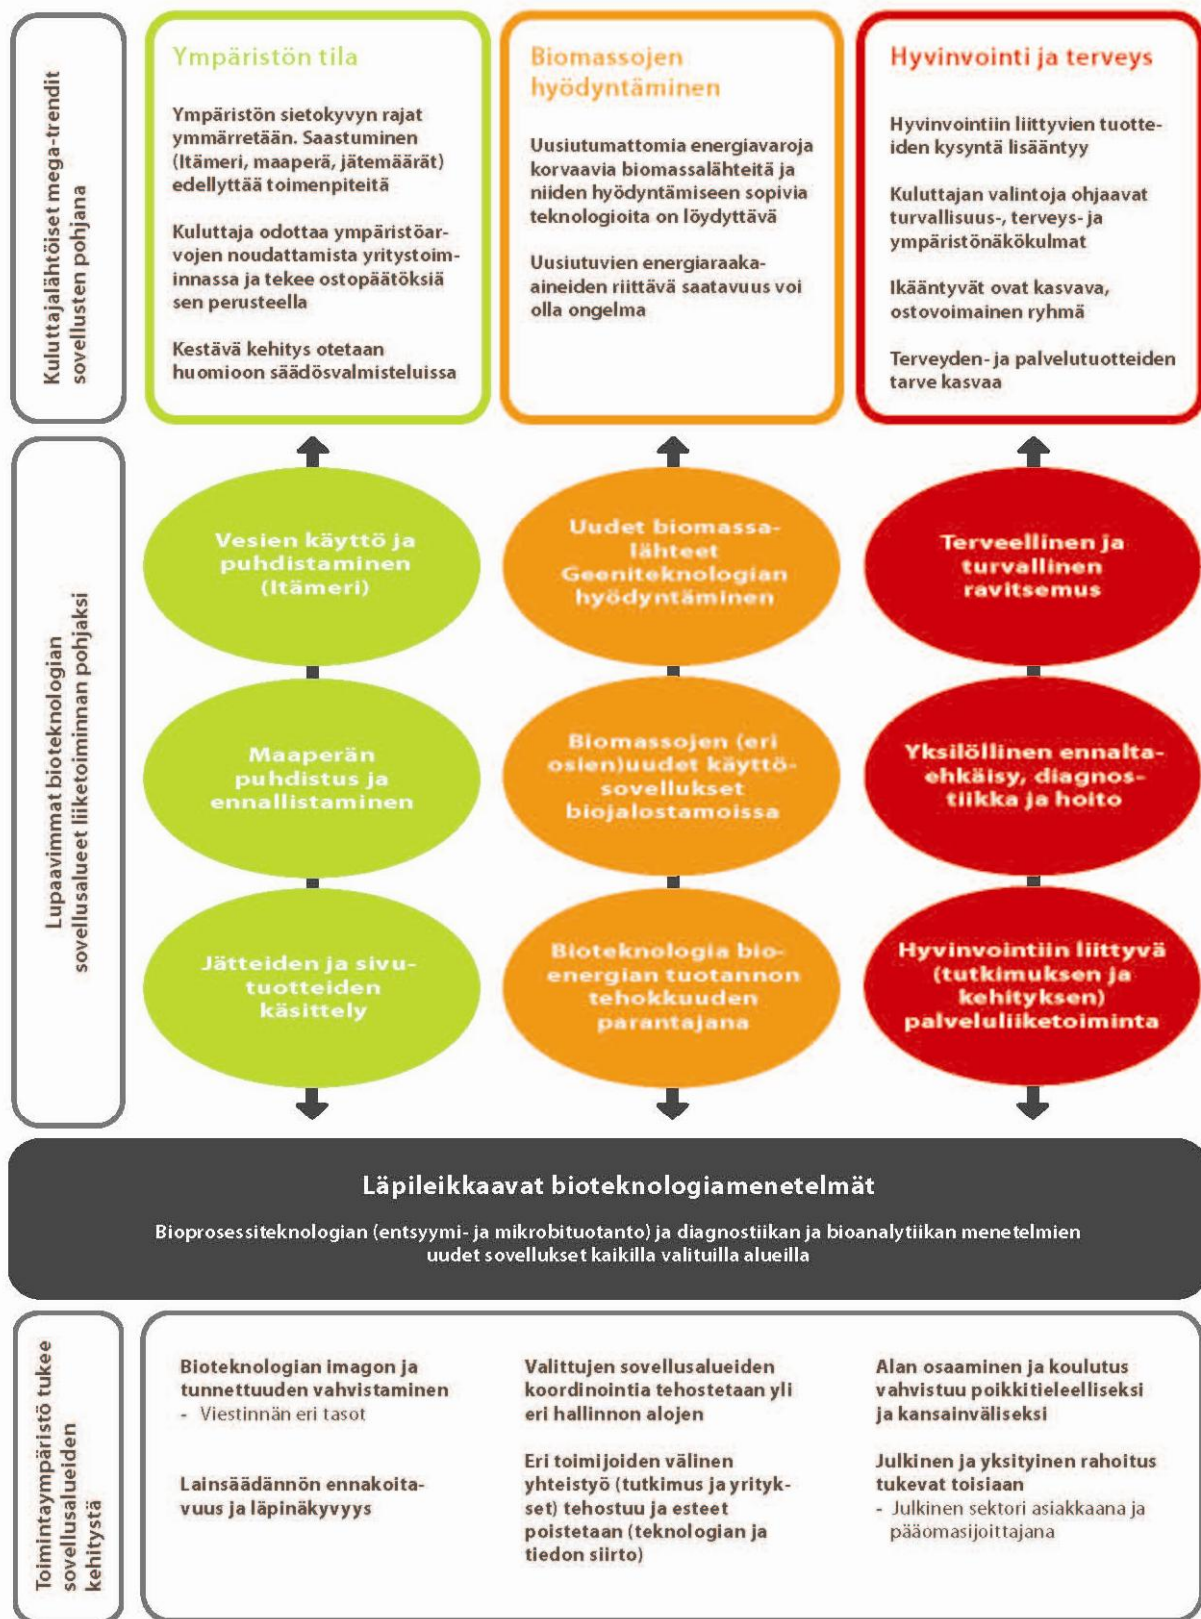 Kuluttajalähtöiset mega-trendit
sovellusten pohjana
Ympäristön tila
Ympäristön sietokyvyn rajat
ymmärretään. Saastuminen
(Itämeri, maaperä, jätemäärät)
edellyttää toimenpiteitä
Kuluttaja odottaa ympäristöar-
vojen noudattamista yritystoim-
innassa ja tekee ostopäätöksiä
sen perusteella
Kestävä kehitys otetaan
huomioon säädösvalmisteluissa
Biomassojen
hyödyntäminen
Uusiutumattomia energiavaroja
korvaavia biomassalähteitä ja
niiden hyödyntämiseen sopivia
teknologioita on löydyttävä
Uusiutuvien energiaraaka-
aineiden riittävä saatavuus voi
olla ongelma
Hyvinvointi ja terveys
Hyvinvointiin liittyvien tuotte-
iden kysyntä lisääntyy
Kuluttajan valintoja ohjaavat
turvallisuus-, terveys- ja
ympäristönäkökulmat
Ikääntyvät ovat kasvava,
ostovoimainen ryhmä
Terveyden- ja palvelutuotteiden
tarve kasvaa
Lupaavimmat bioteknologian
sovellusalueet liiketoiminnan pohjaksi
Vesien käyttö ja
puhdistaminen
(Itämeri)
Maaperän
puhdistus ja
ennallistaminen
Jätteiden ja sivu-
tuotteiden
käsittely
Uudet biomassa-
lähteet
Geeniteknologian
hyödyntäminen
Biomassojen (eri
osien)uudet käyttö-
sovellukset
biojalostamoissa
Bioteknologia bio-
energian tuotannon
tehokkuuden
parantajana
Terveellinen ja
turvallinen
ravitsemus
Yksilöllinen ennalta-
ehkäisy, diagnos-
tiikka ja hoito
Hyvinvointiin liittyvä
(tutkimuksen ja
kehityksen)
palveluliiketoiminta
Läpileikkaavat bioteknologiamenetelmät
Bioprosessiteknologian (entsyymi- ja mikrobituotanto) ja diagnostiikan ja bioanalytiikan menetelmien
uudet sovellukset kaikilla valituilla alueilla
Toimintaympäristö tukee
sovellusalueiden
kehitystä
Bioteknologian imagon ja
tunnettuuden vahvistaminen
- Viestinnän eri tasot
Lainsäädännön ennakoita-
vuus ja läpinäkyvyys
Valittujen sovellusalueiden
koordinointia tehostetaan yli
eri hallinnon alojen
Eri toimijoiden välinen
yhteistyö (tutkimus ja yrityk-
set) tehostuu ja esteet
poistetaan (teknologian ja
tiedon siirto)
Alan osaaminen ja koulutus
vahvistuu poikkitieleelliseksi
ja kansainväliseksi
Julkinen ja yksityinen rahoitus
tukevat toisiaan
- Julkinen sektori asiakkaana ja
pääomasijoittajana